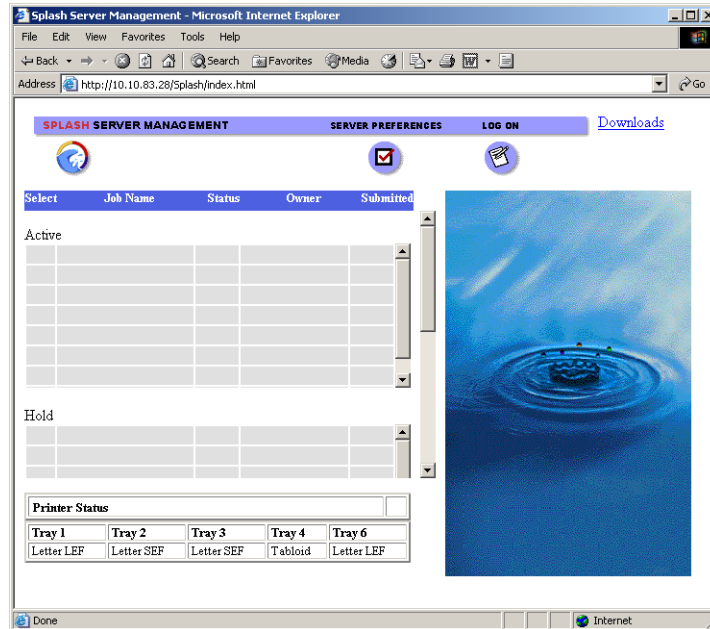 Splash Server Management - Microsoft Internet Explorer
File Edit View Favorites Tools Help
Back Search Favorites Media
Address http://10.10.83.28/Splash/index.html Go
SPLASH SERVER MANAGEMENT SERVER PREFERENCES LOG ON Downloads
Select Job Name Status Owner Submitted
Active
Hold
Printer Status
Tray 1 Tray 2 Tray 3 Tray 4 Tray 6
Letter LEF Letter SEF Letter SEF Tabloid Letter LEF
Done Internet